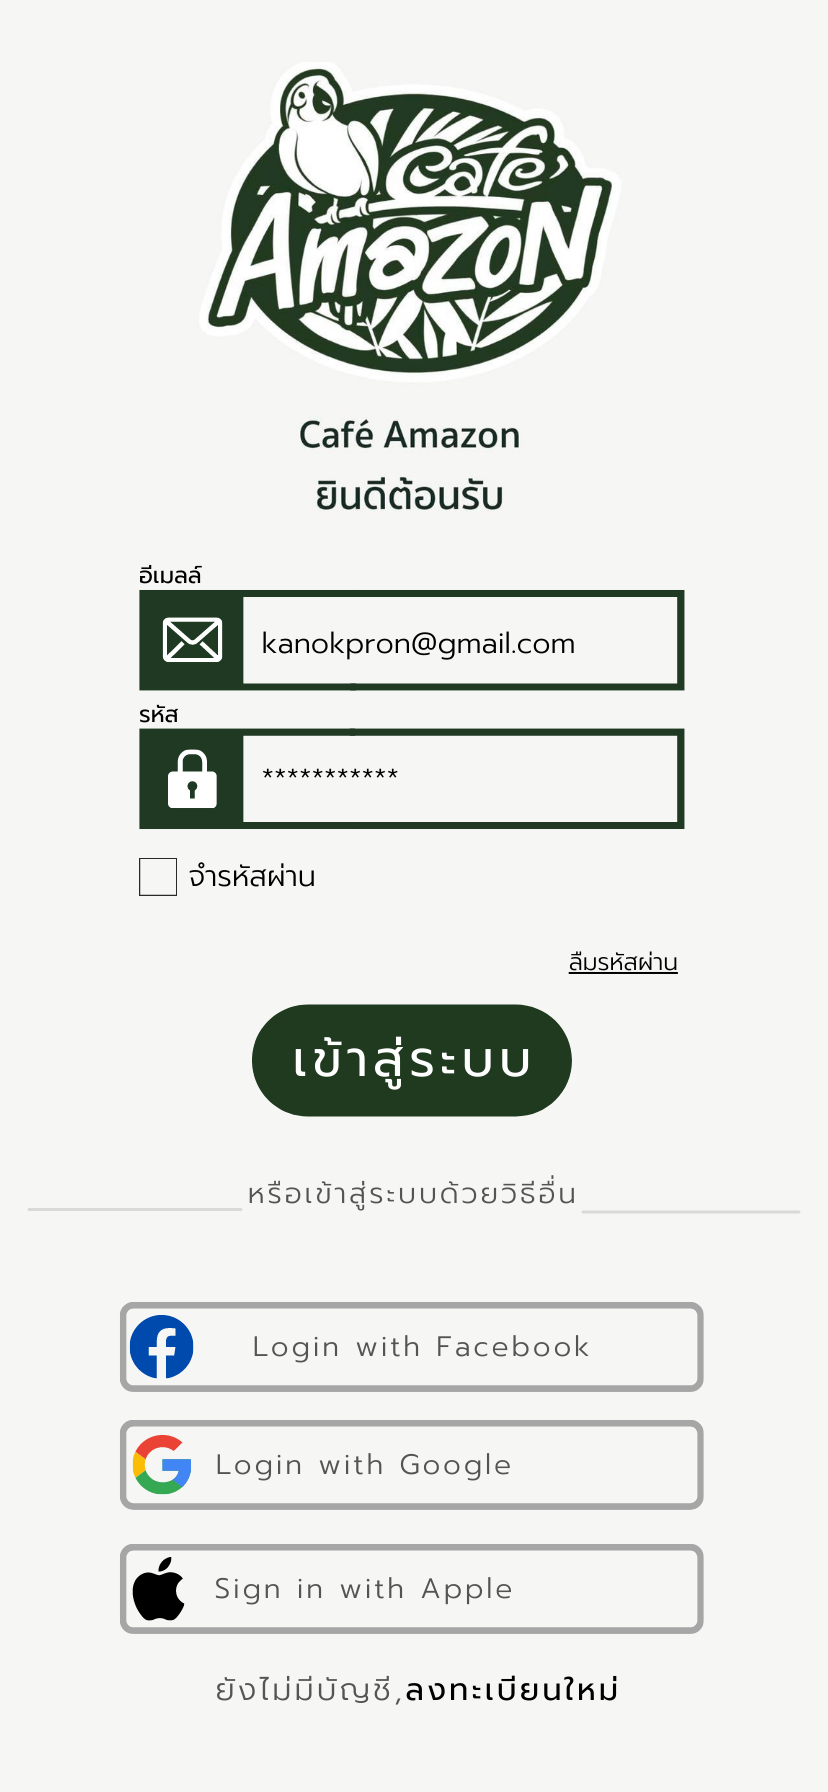 Café
AmazoN
Café Amazon
ยินดีต้อนรับ
อีเมลล์
kanokpron@gmail.com
รหัส
***********
จำรหัสผ่าน
ลืมรหัสผ่าน
เข้าสู่ระบบ
หรือเข้าสู่ระบบด้วยวิธีอื่น
Login with Facebook
Login with Google
Sign in with Apple
ยังไม่มีบัญชี,ลงทะเบียนใหม่